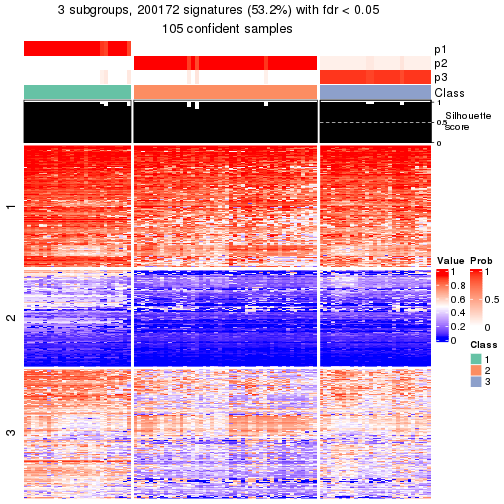 3 subgroups, 200172 signatures (53.2%) with fdr < 0.05
105 confident samples
p1
p2
p3
Class
1
0.5
0
Silhouette
score
1
2
3
Value
1
0.8
0.6
0.4
0.2
0
Prob
1
0.5
0
Class
1
2
3